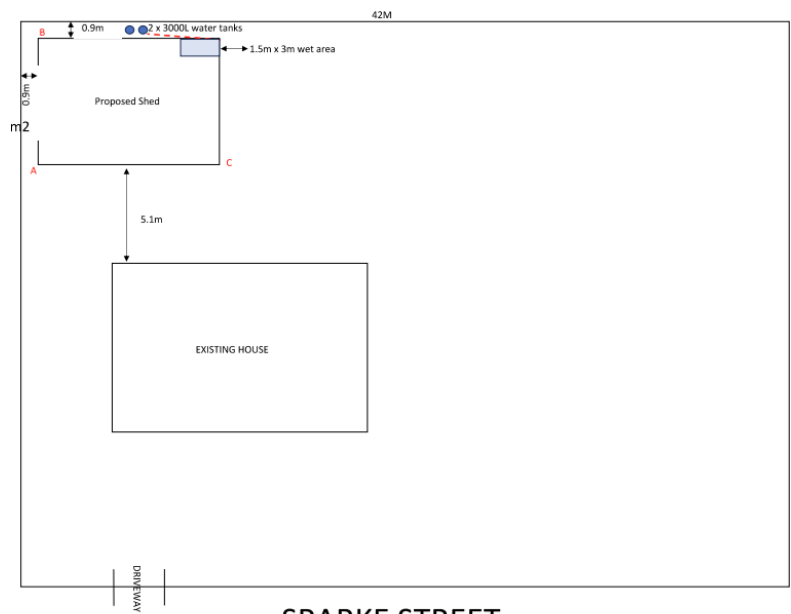 42M
B
0.9m
2 x 3000L water tanks
1.5m x 3m wet area
0.9m
Proposed Shed
m2
A
C
5.1m
EXISTING HOUSE
DRIVEWAY
SPARKE STREET